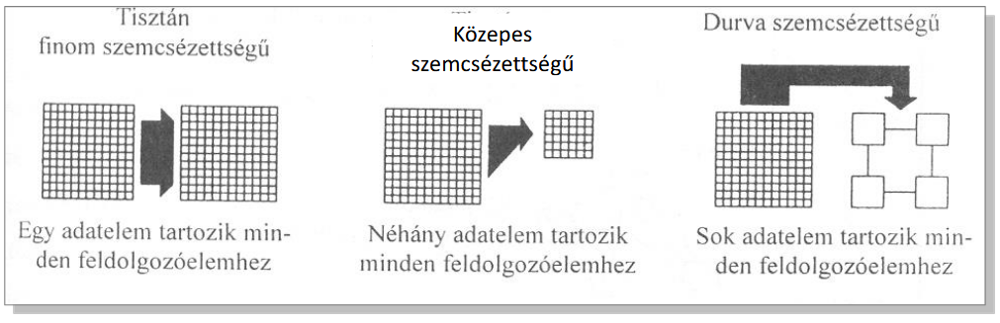 Tisztán
finom szemcsézettségű
Egy adatelem tartozik min-
den feldolgozóelemhez
Közepes
szemcsézettségű
Néhány adatelem tartozik
minden feldolgozóelemhez
Durva szemcsézettségű
Sok adatelem tartozik min-
den feldolgozóelemhez